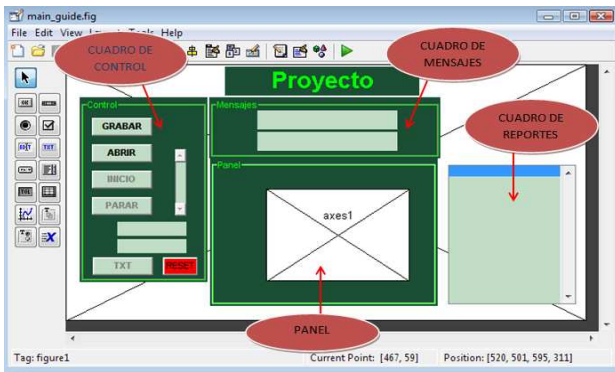 main_guide.fig
File Edit View Layout Tools Help
CUADRO DE
CONTROL
CUADRO DE
MENSAJES
Proyecto
CUADRO DE
REPORTES
Control
GRABAR
ABRIR
INICIO
PARAR
TXT
RESET
Mensajes
Panel
axes1
PANEL
Tag: figure1
Current Point: [467, 59]
Position: [520, 501, 595, 311]